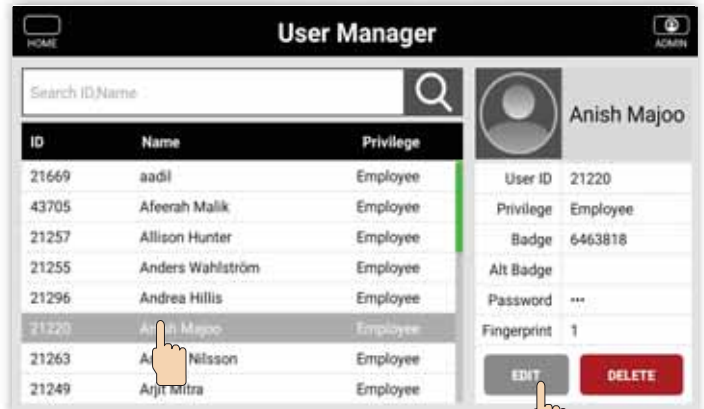 HOME
User Manager
ADMIN
Search ID,Name
ID Name Privilege
21669 aadil Employee
43705 Afeerah Malik Employee
21257 Allison Hunter Employee
21255 Anders Wahlström Employee
21296 Andrea Hillis Employee
21220 Anish Majoo Employee
21263 Nilsson Employee
21249 Arjit Mitra Employee
Anish Majoo
User ID 21220
Privilege Employee
Badge 6463818
Alt Badge
Password •••
Fingerprint 1
EDIT
DELETE